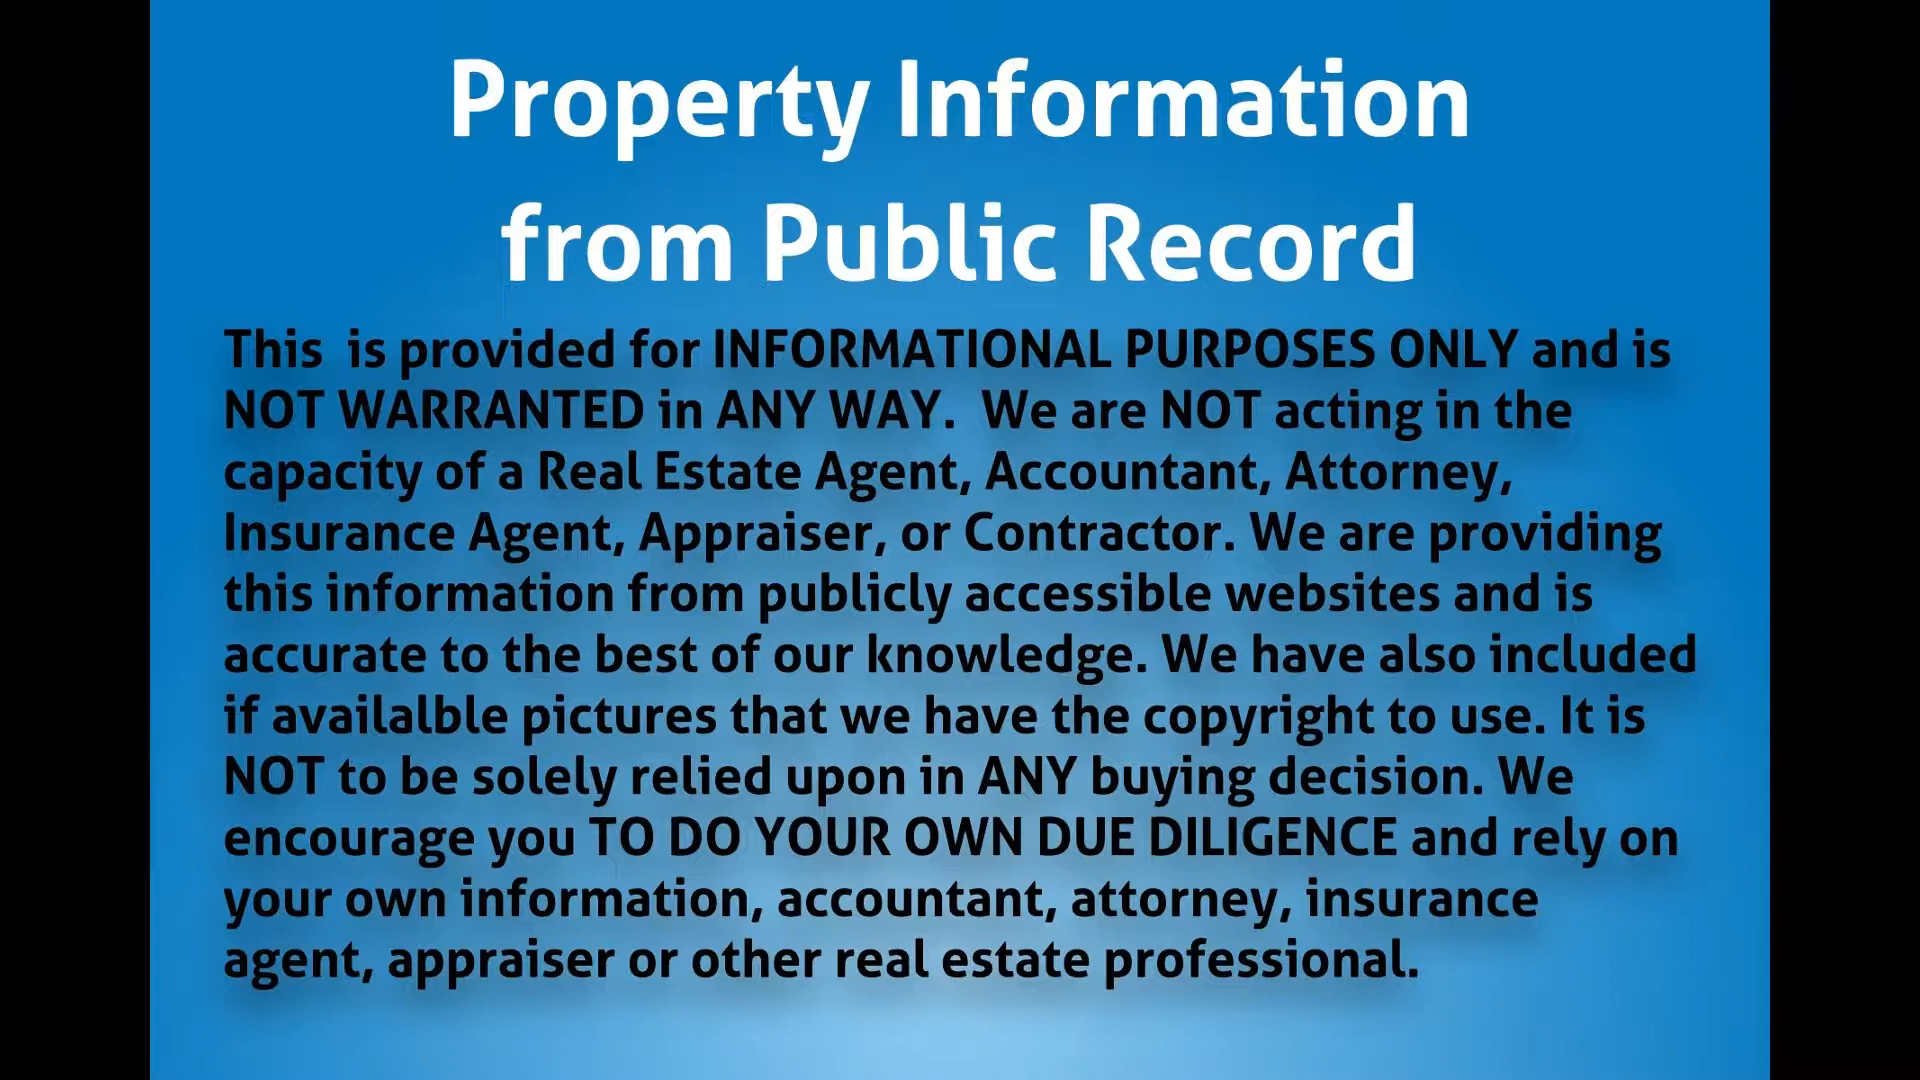 Property Information
from Public Record
This  is provided for INFORMATIONAL PURPOSES ONLY and is
NOT WARRANTED in ANY WAY.  We are NOT acting in the
capacity of a Real Estate Agent, Accountant, Attorney,
Insurance Agent, Appraiser, or Contractor. We are providing
this information from publicly accessible websites and is
accurate to the best of our knowledge. We have also included
if availalble pictures that we have the copyright to use. It is
NOT to be solely relied upon in ANY buying decision. We
encourage you TO DO YOUR OWN DUE DILIGENCE and rely on
your own information, accountant, attorney, insurance
agent, appraiser or other real estate professional.